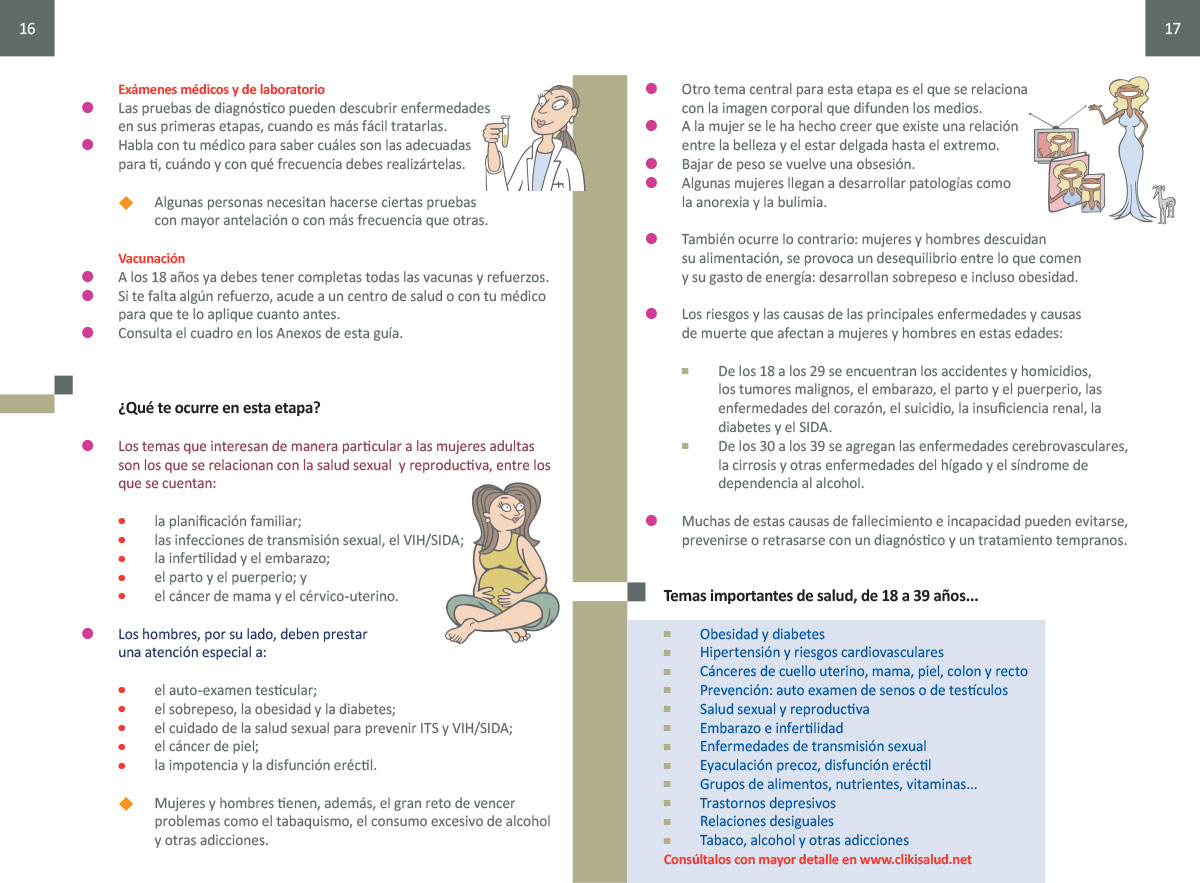 16
Exámenes médicos y de laboratorio
Las pruebas de diagnóstico pueden descubrir enfermedades
en sus primeras etapas, cuando es más fácil tratarlas.
Habla con tu médico para saber cuáles son las adecuadas
para ti, cuándo y con qué frecuencia debes realizártelas.
Algunas personas necesitan hacerse ciertas pruebas
con mayor antelación o con más frecuencia que otras.
Vacunación
A los 18 años ya debes tener completas todas las vacunas y refuerzos.
Si te falta algún refuerzo, acude a un centro de salud o con tu médico
para que te lo aplique cuanto antes.
Consulta el cuadro en los Anexos de esta guía.
¿Qué te ocurre en esta etapa?
Los temas que interesan de manera particular a las mujeres adultas
son los que se relacionan con la salud sexual y reproductiva, entre los
que se cuentan:
la planificación familiar;
las infecciones de transmisión sexual, el VIH/SIDA;
la infertilidad y el embarazo;
el parto y el puerperio; y
el cáncer de mama y el cérvico-uterino.
Los hombres, por su lado, deben prestar
una atención especial a:
el auto-examen testicular;
el sobrepeso, la obesidad y la diabetes;
el cuidado de la salud sexual para prevenir ITS y VIH/SIDA;
el cáncer de piel;
la impotencia y la disfunción eréctil.
Mujeres y hombres tienen, además, el gran reto de vencer
problemas como el tabaquismo, el consumo excesivo de alcohol
y otras adicciones.
17
Otro tema central para esta etapa es el que se relaciona
con la imagen corporal que difunden los medios.
A la mujer se le ha hecho creer que existe una relación
entre la belleza y el estar delgada hasta el extremo.
Bajar de peso se vuelve una obsesión.
Algunas mujeres llegan a desarrollar patologías como
la anorexia y la bulimia.
También ocurre lo contrario: mujeres y hombres descuidan
su alimentación, se provoca un desequilibrio entre lo que comen
y su gasto de energía: desarrollan sobrepeso e incluso obesidad.
Los riesgos y las causas de las principales enfermedades y causas
de muerte que afectan a mujeres y hombres en estas edades:
De los 18 a los 29 se encuentran los accidentes y homicidios,
los tumores malignos, el embarazo, el parto y el puerperio, las
enfermedades del corazón, el suicidio, la insuficiencia renal, la
diabetes y el SIDA.
De los 30 a los 39 se agregan las enfermedades cerebrovasculares,
la cirrosis y otras enfermedades del hígado y el síndrome de
dependencia al alcohol.
Muchas de estas causas de fallecimiento e incapacidad pueden evitarse,
prevenirse o retrasarse con un diagnóstico y un tratamiento tempranos.
Temas importantes de salud, de 18 a 39 años...
Obesidad y diabetes
Hipertensión y riesgos cardiovasculares
Cánceres de cuello uterino, mama, piel, colon y recto
Prevención: auto examen de senos o de testículos
Salud sexual y reproductiva
Embarazo e infertilidad
Enfermedades de transmisión sexual
Eyaculación precoz, disfunción eréctil
Grupos de alimentos, nutrientes, vitaminas...
Trastornos depresivos
Relaciones desiguales
Tabaco, alcohol y otras adicciones
Consúltalos con mayor detalle en www.clikisalud.net